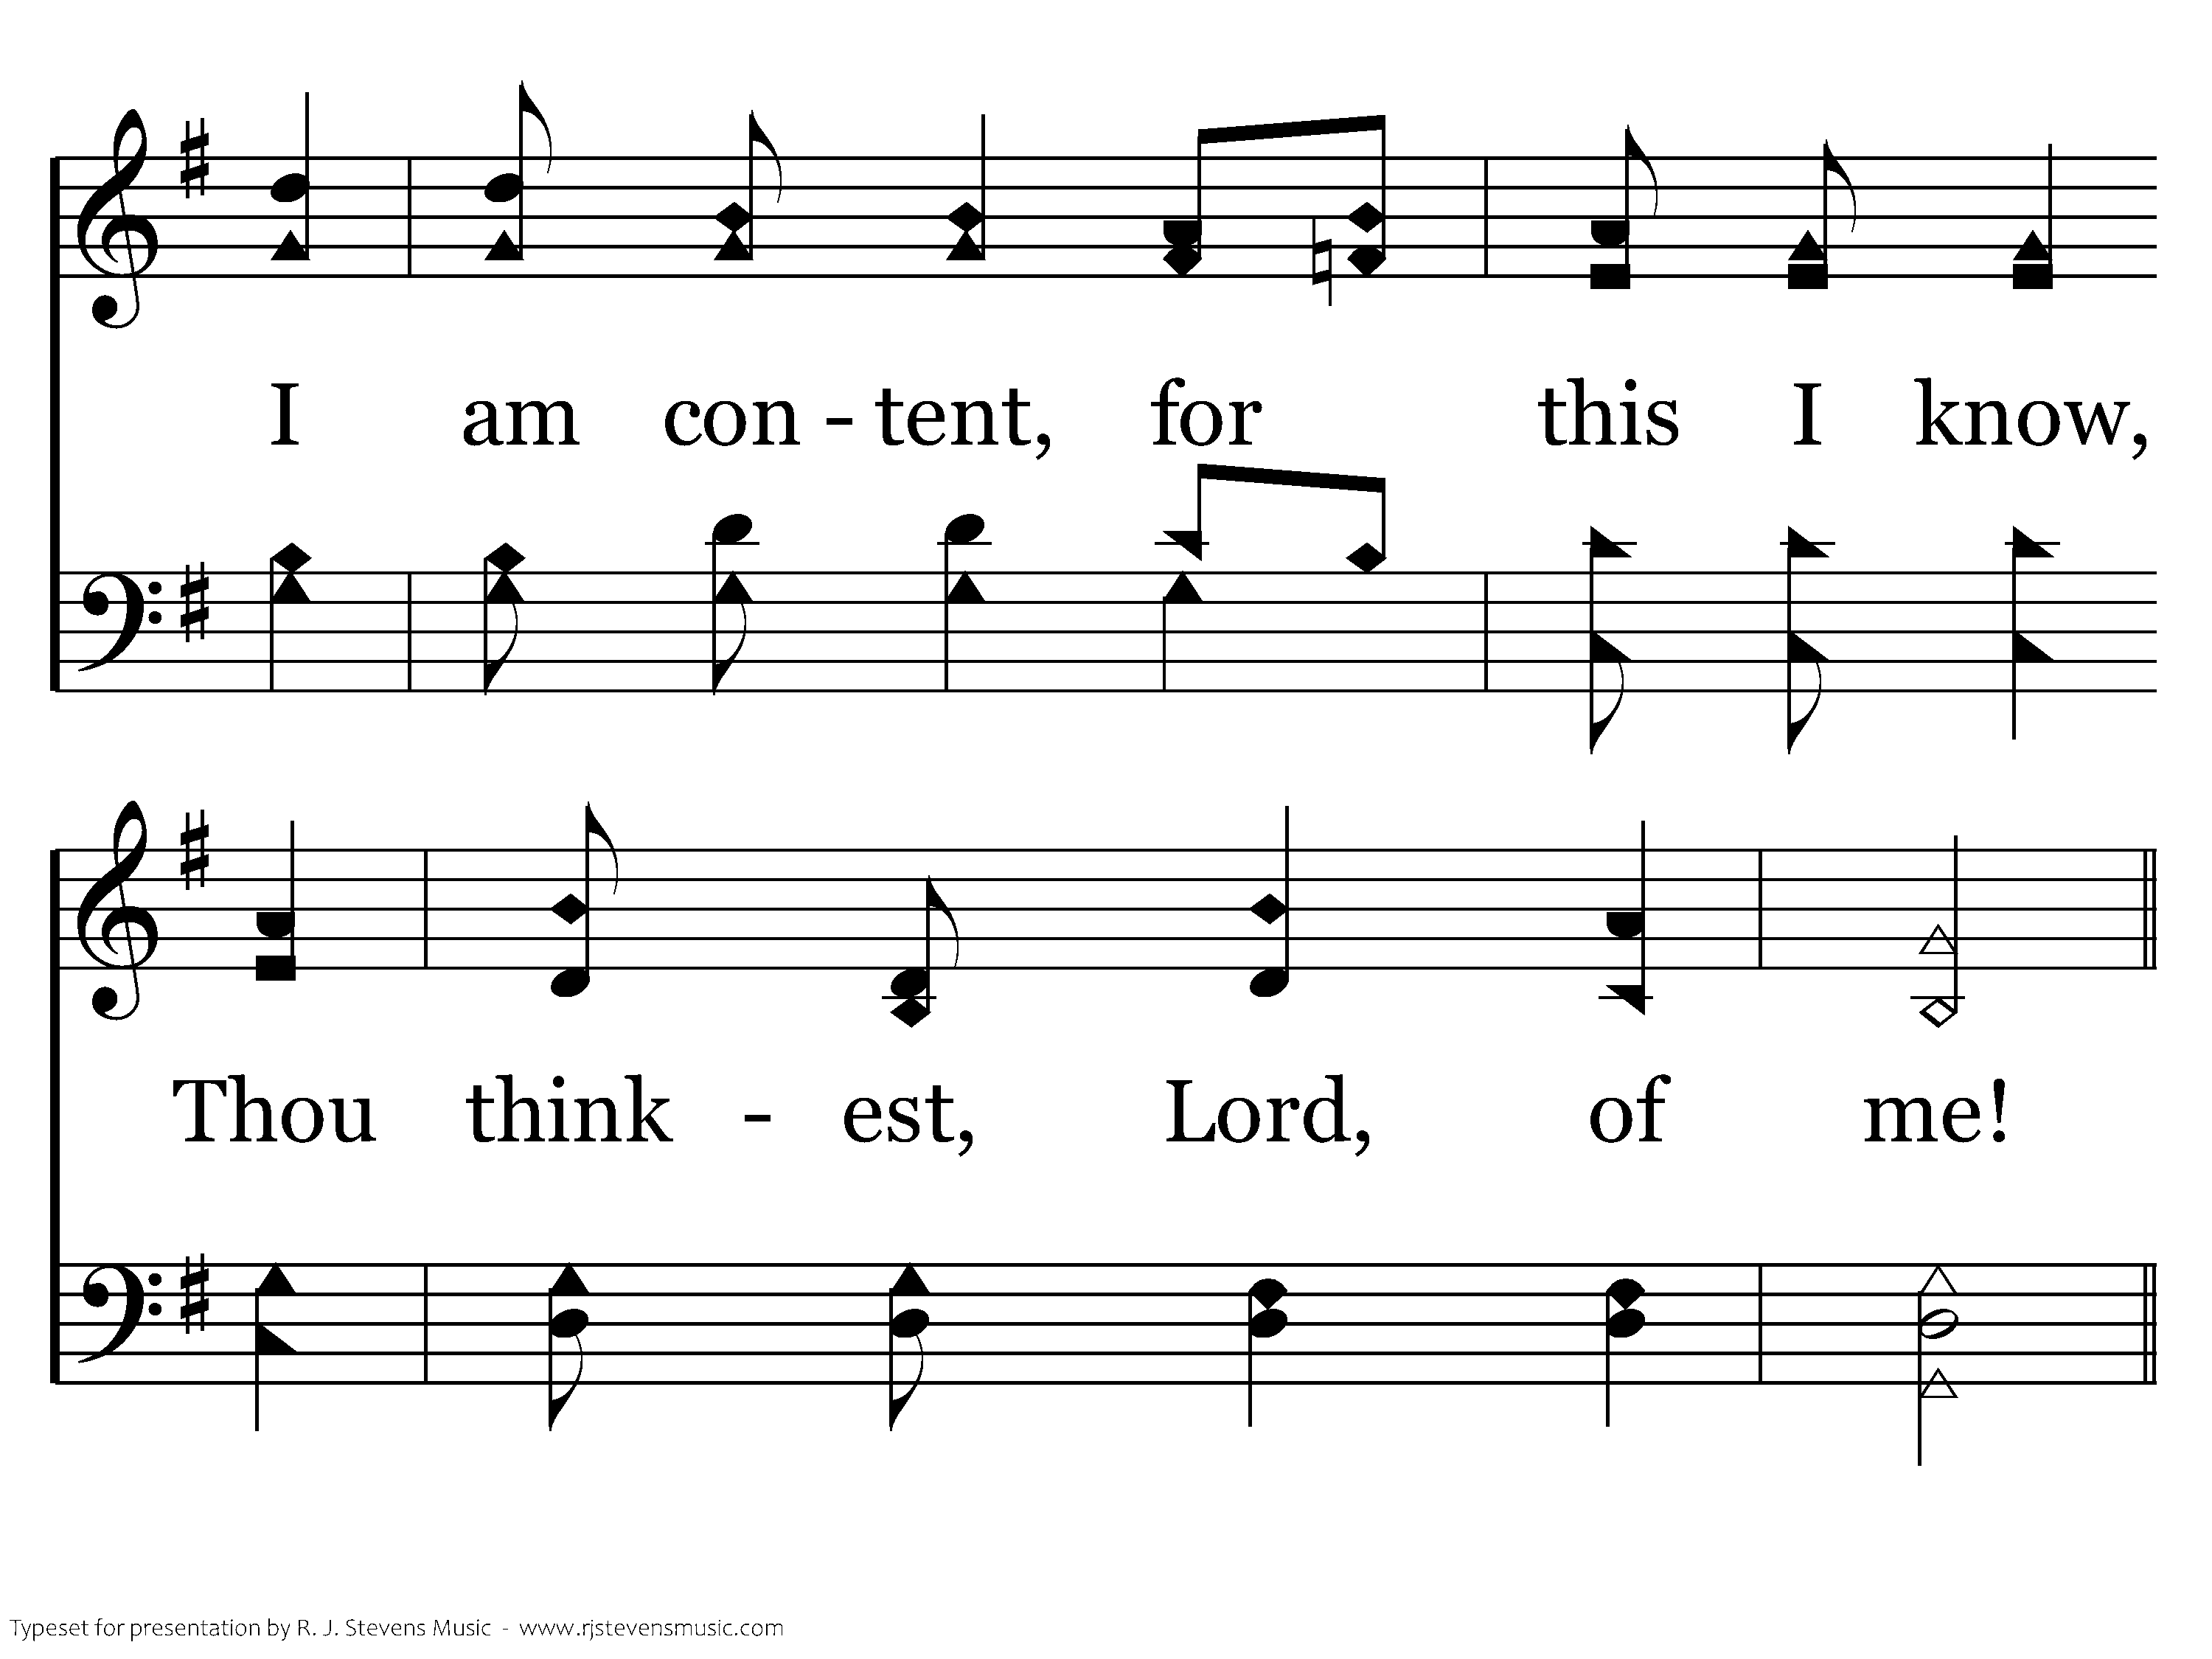 I am con - tent, for this I know,
Thou think - est, Lord, of me!
Typeset for presentation by R. J. Stevens Music - www.rjstevensmusic.com